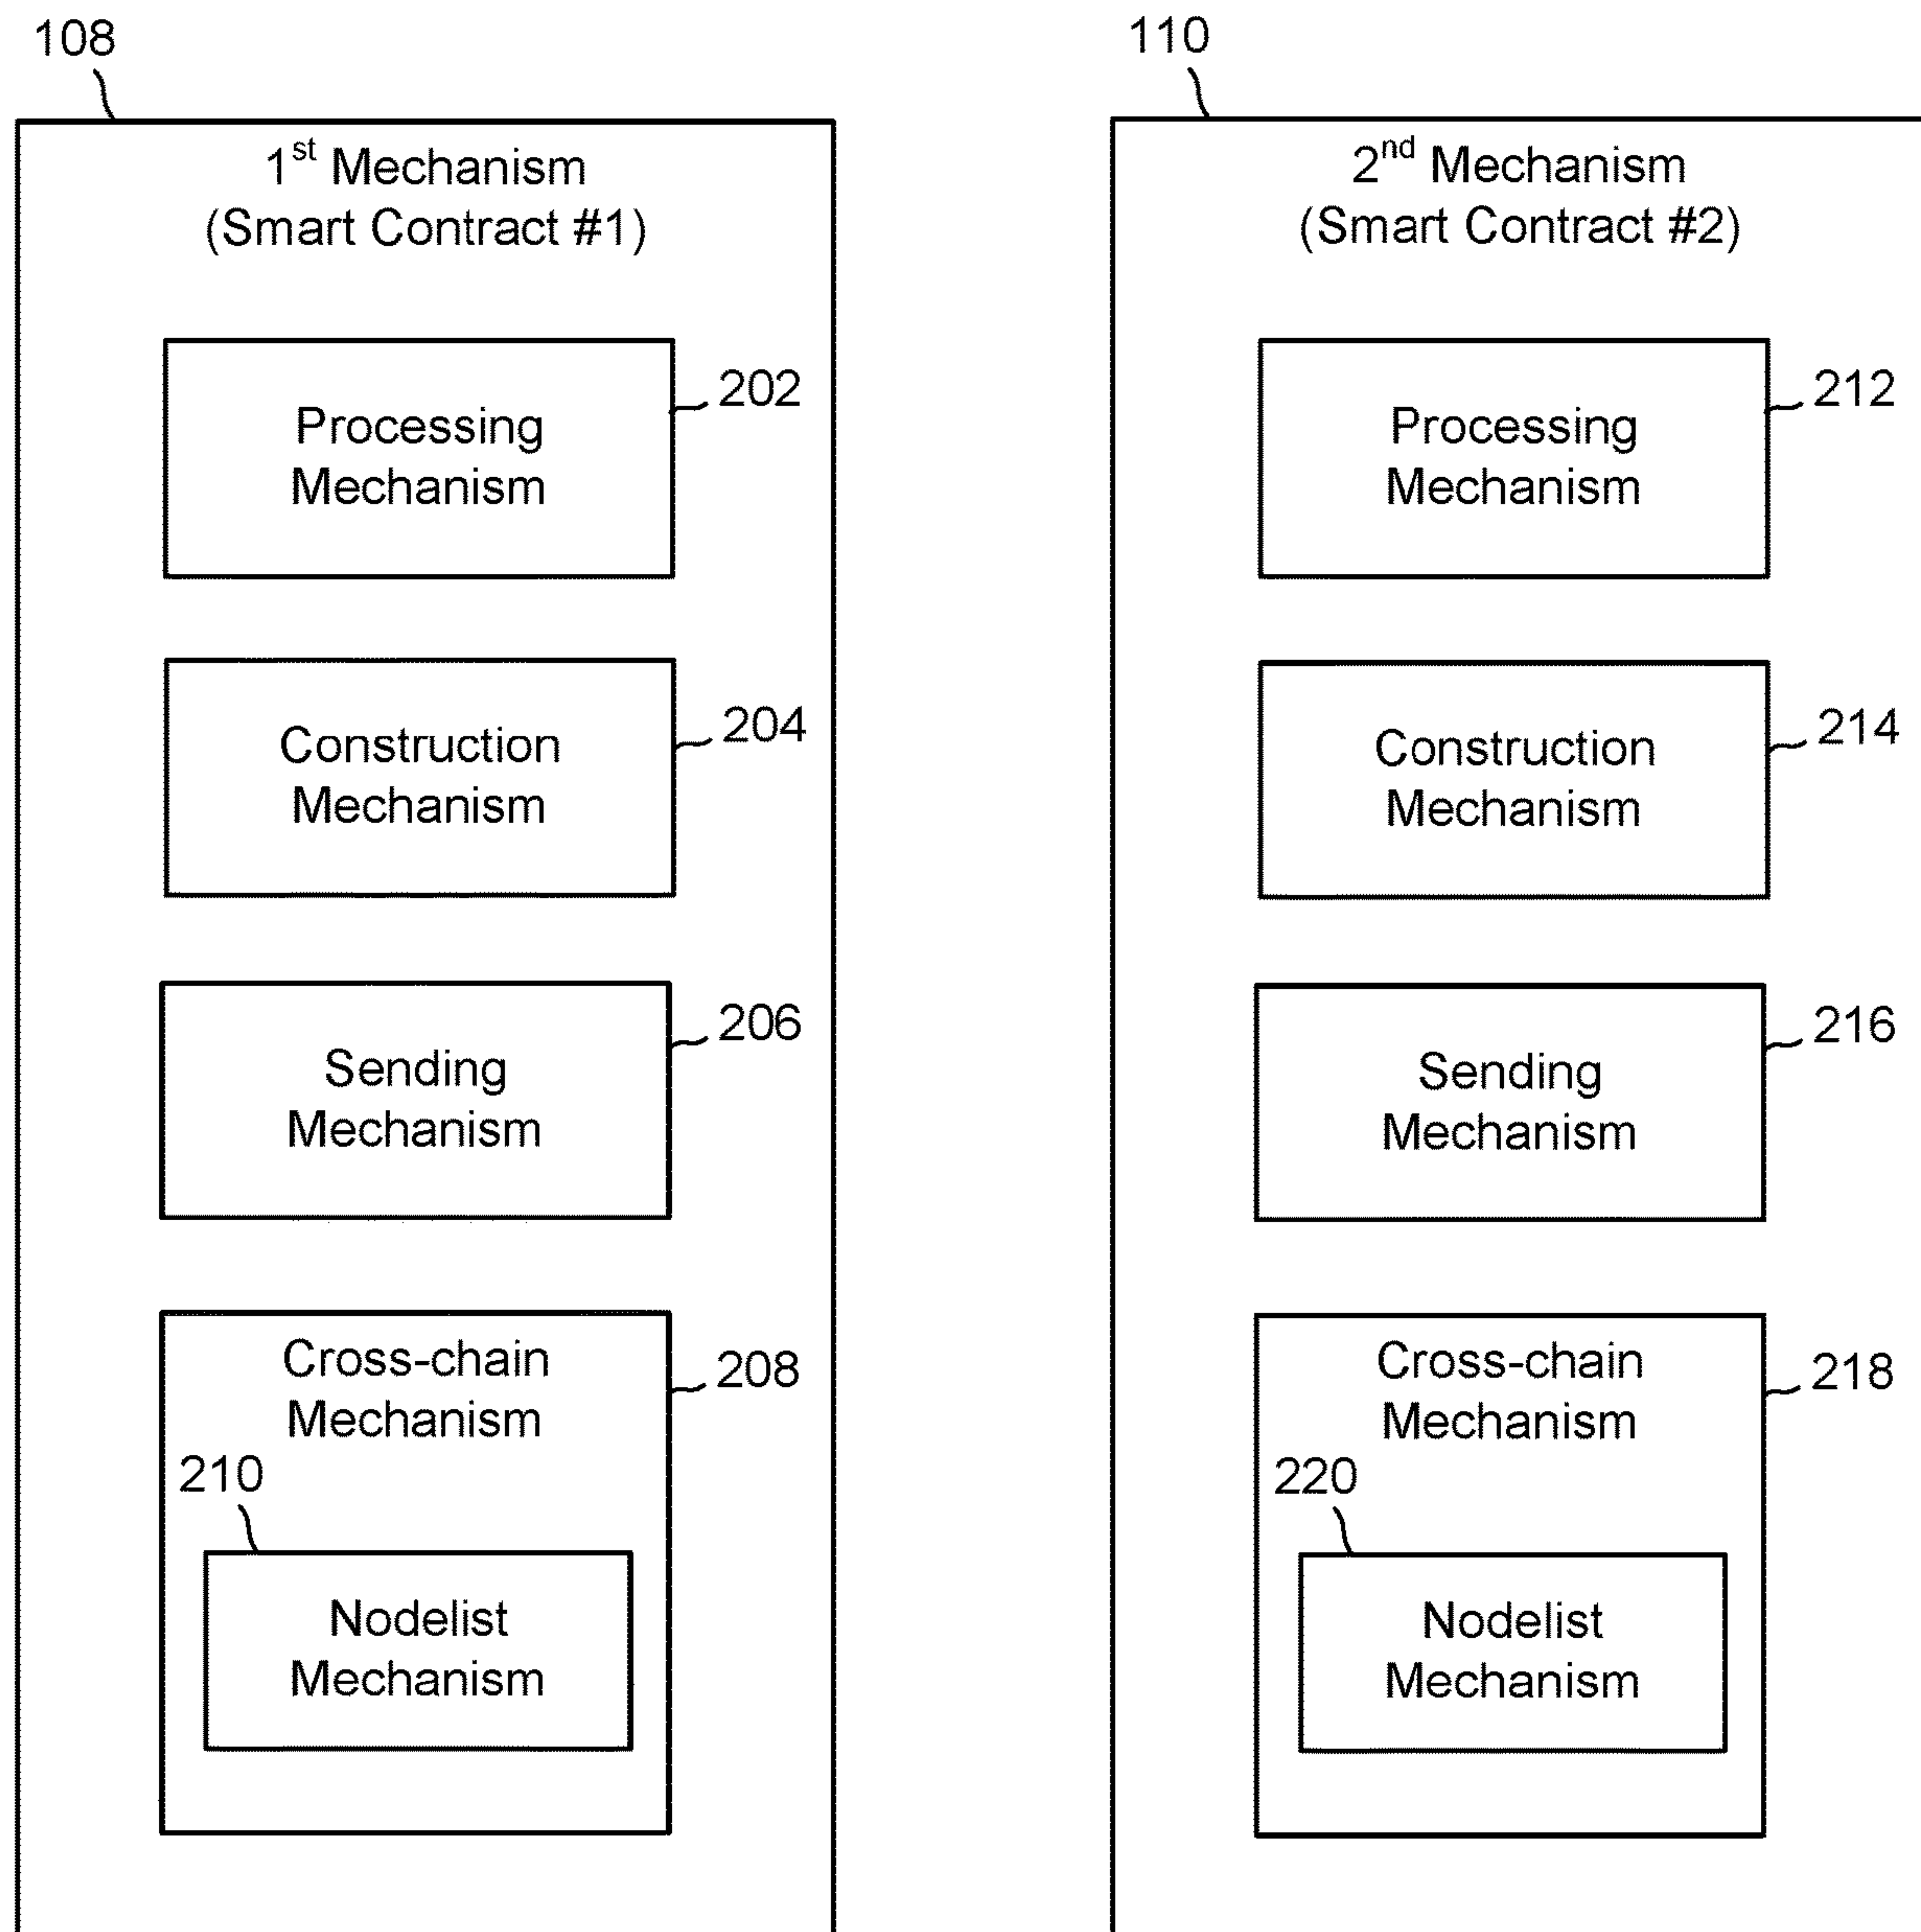 108
1st Mechanism
(Smart Contract #1)
Processing
Mechanism
202
Construction
Mechanism
204
Sending
Mechanism
206
Cross-chain
Mechanism
208
210
Nodelist
Mechanism
110
2nd Mechanism
(Smart Contract #2)
Processing
Mechanism
212
Construction
Mechanism
214
Sending
Mechanism
216
Cross-chain
Mechanism
218
220
Nodelist
Mechanism